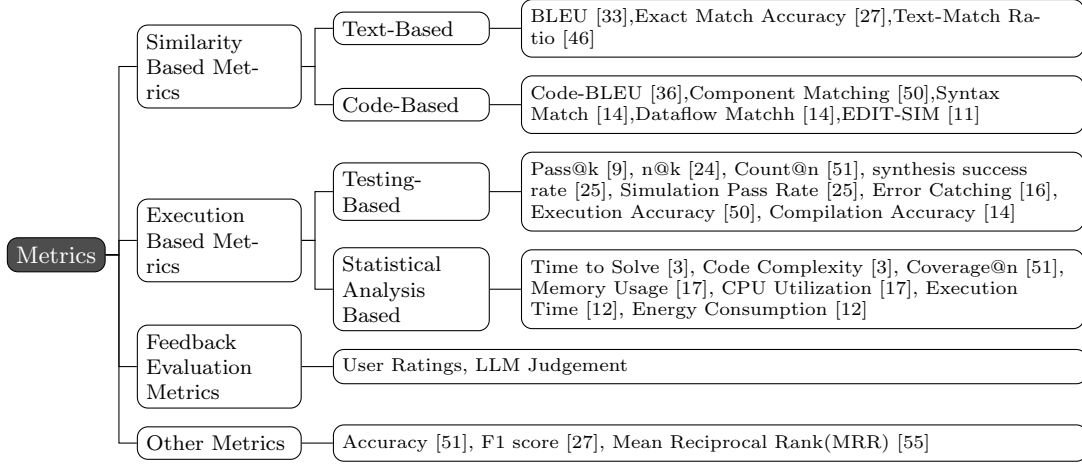 Metrics
Similarity
Based Met-
rics
Text-Based
BLEU [33],Exact Match Accuracy [27],Text-Match Ra-
tio [46]
Code-Based
Code-BLEU [36],Component Matching [50],Syntax
Match [14],Dataflow Matchh [14],EDIT-SIM [11]
Execution
Based Met-
rics
Testing-
Based
Pass@k [9], n@k [24], Count@n [51], synthesis success
rate [25], Simulation Pass Rate [25], Error Catching [16],
Execution Accuracy [50], Compilation Accuracy [14]
Statistical
Analysis
Based
Time to Solve [3], Code Complexity [3], Coverage@n [51],
Memory Usage [17], CPU Utilization [17], Execution
Time [12], Energy Consumption [12]
Feedback
Evaluation
Metrics
User Ratings, LLM Judgement
Other Metrics
Accuracy [51], F1 score [27], Mean Reciprocal Rank(MRR) [55]